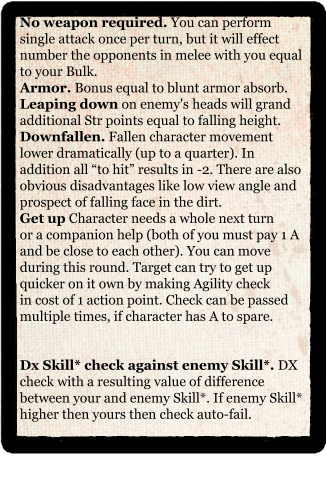 No weapon required. You can perform
single attack once per turn, but it will effect
number the opponents in melee with you equal
to your Bulk.
Armor. Bonus equal to blunt armor absorb.
Leaping down on enemy's heads will grand
additional Str points equal to falling height.
Downfallen. Fallen character movement
lower dramatically (up to a quarter). In
addition all “to hit” results in -2. There are also
obvious disadvantages like low view angle and
prospect of falling face in the dirt.
Get up Character needs a whole next turn
or a companion help (both of you must pay 1 A
and be close to each other). You can move
during this round. Target can try to get up
quicker on it own by making Agility check
in cost of 1 action point. Check can be passed
multiple times, if character has A to spare.
Dx Skill* check against enemy Skill*. DX
check with a resulting value of difference
between your and enemy Skill*. If enemy Skill*
higher then yours then check auto-fail.